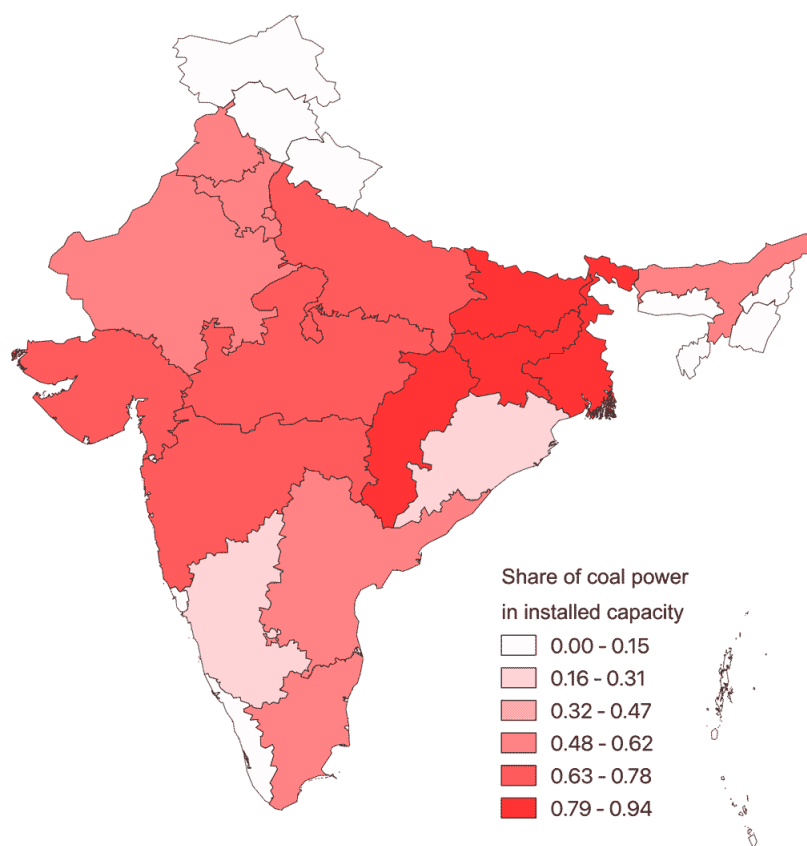 Share of coal power
in installed capacity
0.00 - 0.15
0.16 - 0.31
0.32 - 0.47
0.48 - 0.62
0.63 - 0.78
0.79 - 0.94